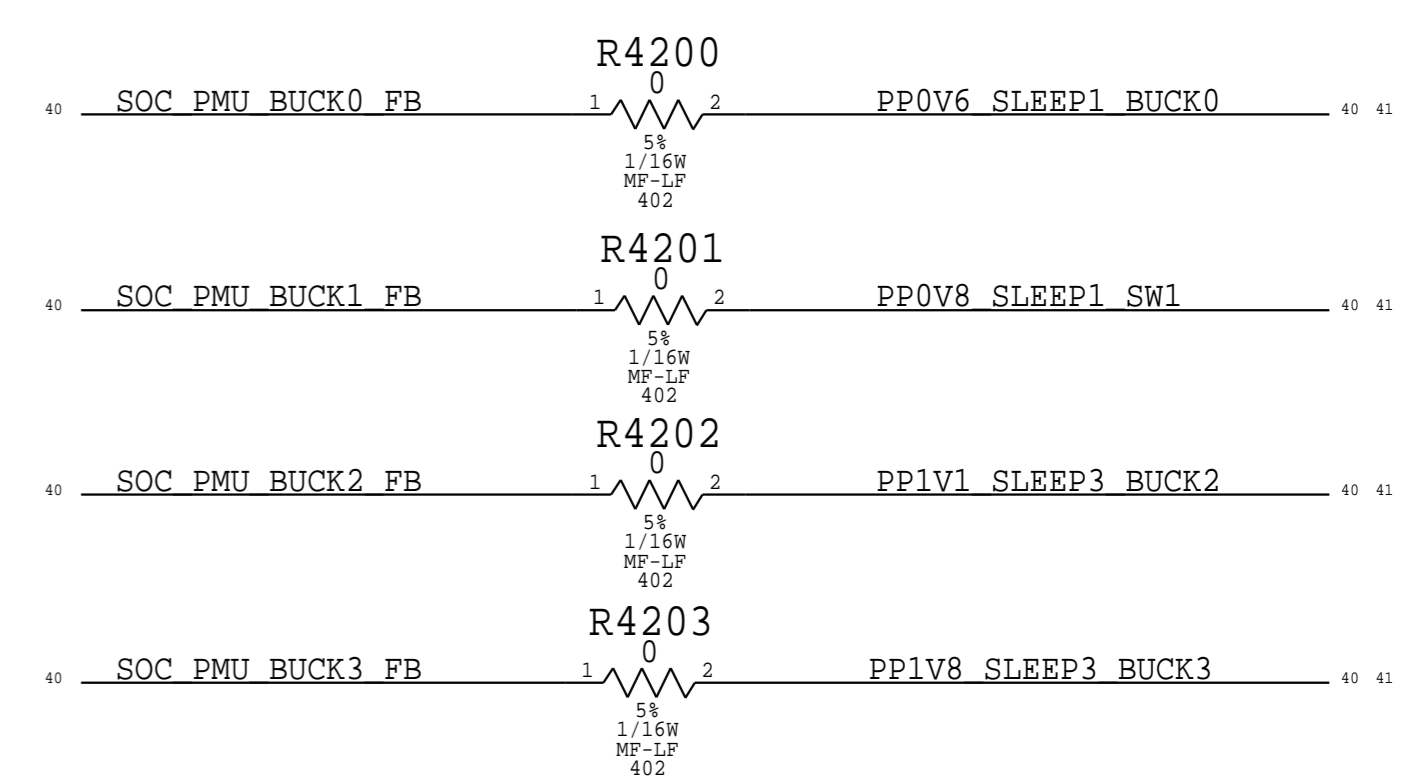 R4200
0
40 SOC_PMU_BUCK0_FB 1 2 PP0V6_SLEEP1_BUCK0 40 41
5%
1/16W
MF-LF
402
R4201
0
40 SOC_PMU_BUCK1_FB 1 2 PP0V8_SLEEP1_SW1 40 41
5%
1/16W
MF-LF
402
R4202
0
40 SOC_PMU_BUCK2_FB 1 2 PP1V1_SLEEP3_BUCK2 40 41
5%
1/16W
MF-LF
402
R4203
0
40 SOC_PMU_BUCK3_FB 1 2 PP1V8_SLEEP3_BUCK3 40 41
5%
1/16W
MF-LF
402